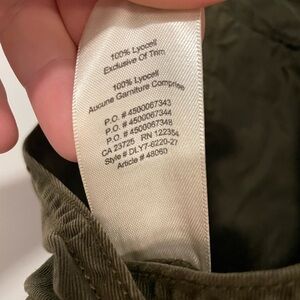 100% Lyocell
Exclusive Of Trim
100% Lyocell
Aucune Garniture Comprise
P.O. # 4500067343
P.O. # 4500067344
P.O. # 4500067348
CA 23725 RN 122354
Style # DLY7-6220-27
Article # 48060